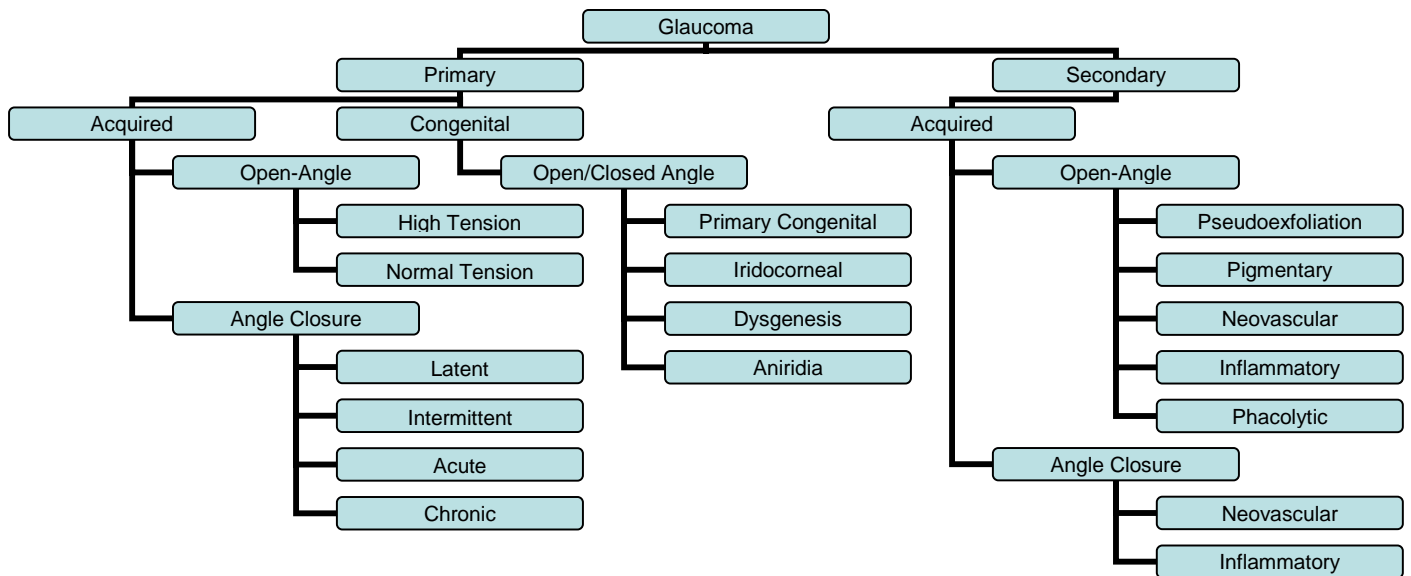 Glaucoma
Primary
Secondary
Acquired
Congenital
Acquired
Open-Angle
Open/Closed Angle
Open-Angle
High Tension
Primary Congenital
Pseudoexfoliation
Normal Tension
Iridocorneal
Pigmentary
Angle Closure
Dysgenesis
Neovascular
Latent
Aniridia
Inflammatory
Intermittent
Phacolytic
Acute
Angle Closure
Chronic
Neovascular
Inflammatory